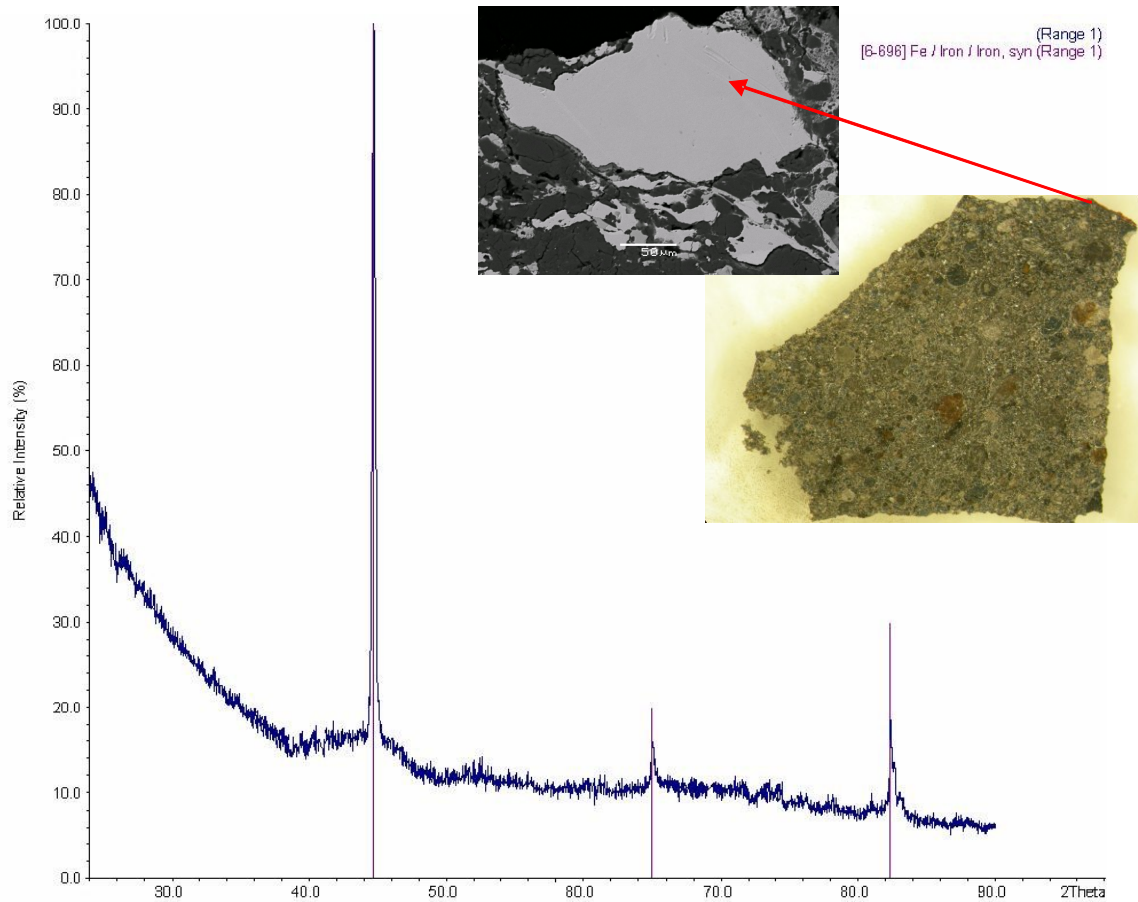 (Range 1)
[6-696] Fe / Iron / Iron, syn (Range 1)
100.0
90.0
80.0
70.0
60.0
50.0
40.0
30.0
20.0
10.0
0.0
Relative Intensity (%)
50µm
30.0 40.0 50.0 60.0 70.0 80.0 90.0 2Theta